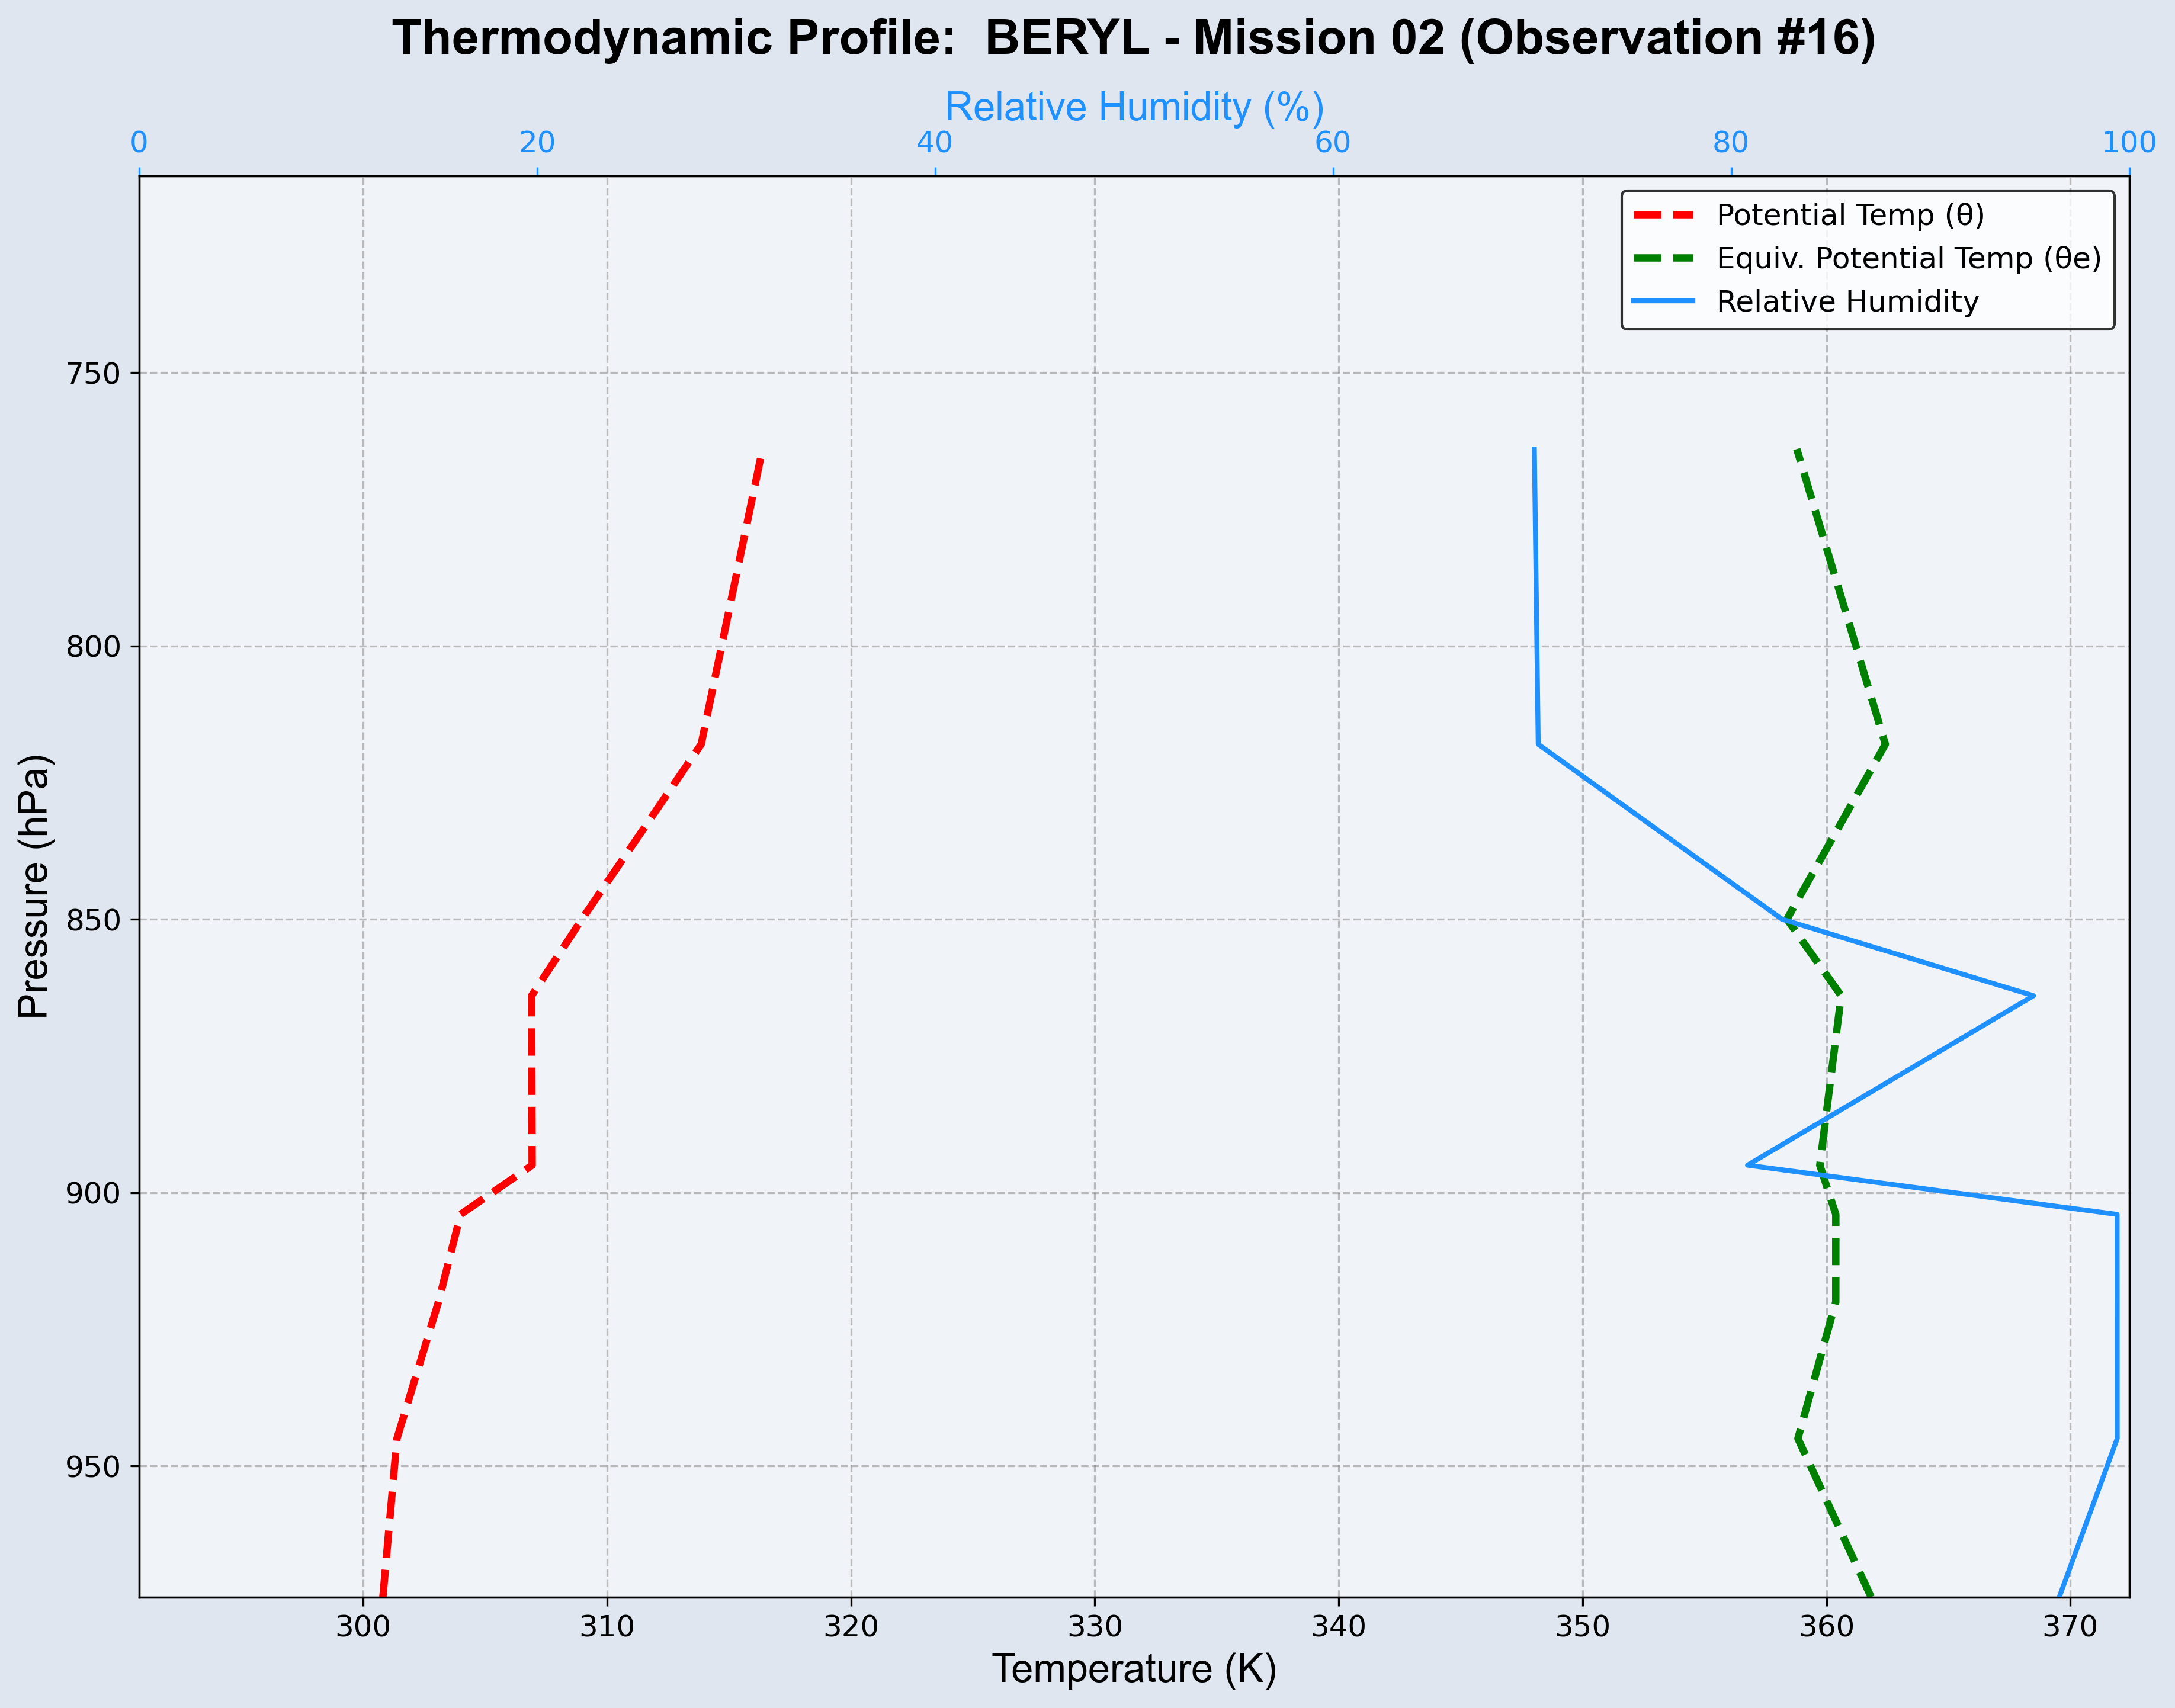 Thermodynamic Profile:  BERYL - Mission 02 (Observation #16)
Relative Humidity (%)
0 20 40 60 80 100
Potential Temp (θ)
Equiv. Potential Temp (θe)
Relative Humidity
750
800
850
900
950
Pressure (hPa)
300 310 320 330 340 350 360 370
Temperature (K)